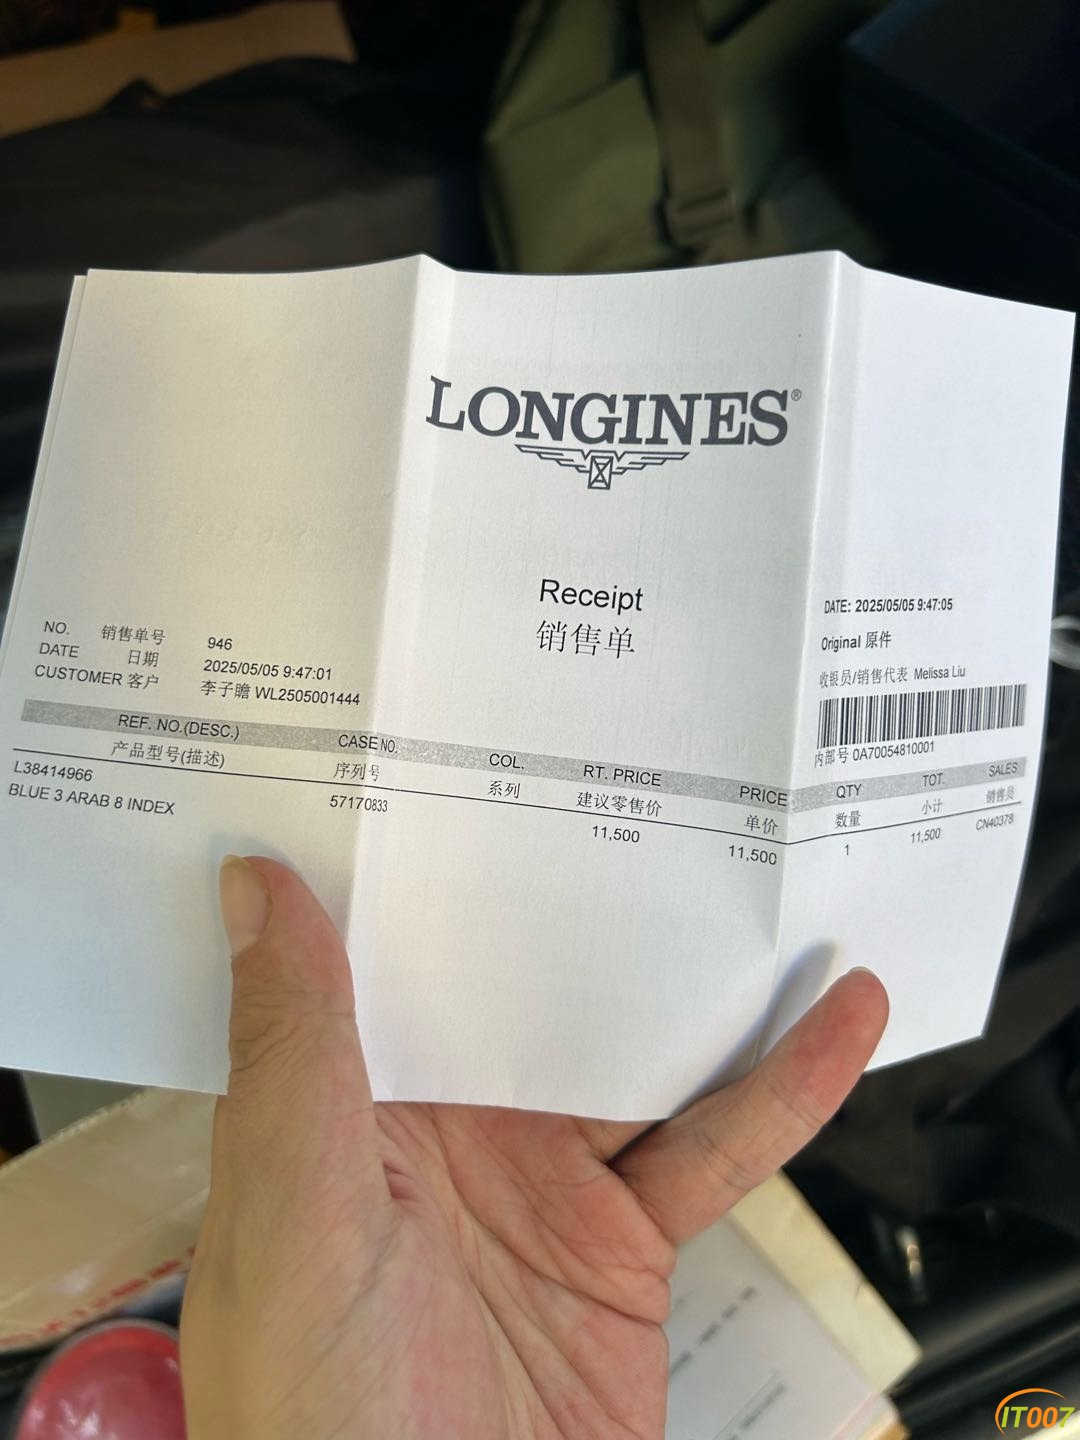 LONGINES®
Receipt
销售单
NO. 销售单号 946
DATE 日期 2025/05/05 9:47:01
CUSTOMER 客户 李子瞻 WL2505001444
DATE: 2025/05/05 9:47:05
Original 原件
收银员/销售代表 Melissa Liu
内部号 0A70054810001
REF. NO.(DESC.) CASE NO. COL. RT. PRICE PRICE QTY TOT. SALES
产品型号(描述) 序列号 系列 建议零售价 单价 数量 小计 销售员
L38414966 57170833 11,500 11,500 1 11,500 CN40378
BLUE 3 ARAB 8 INDEX
IT007